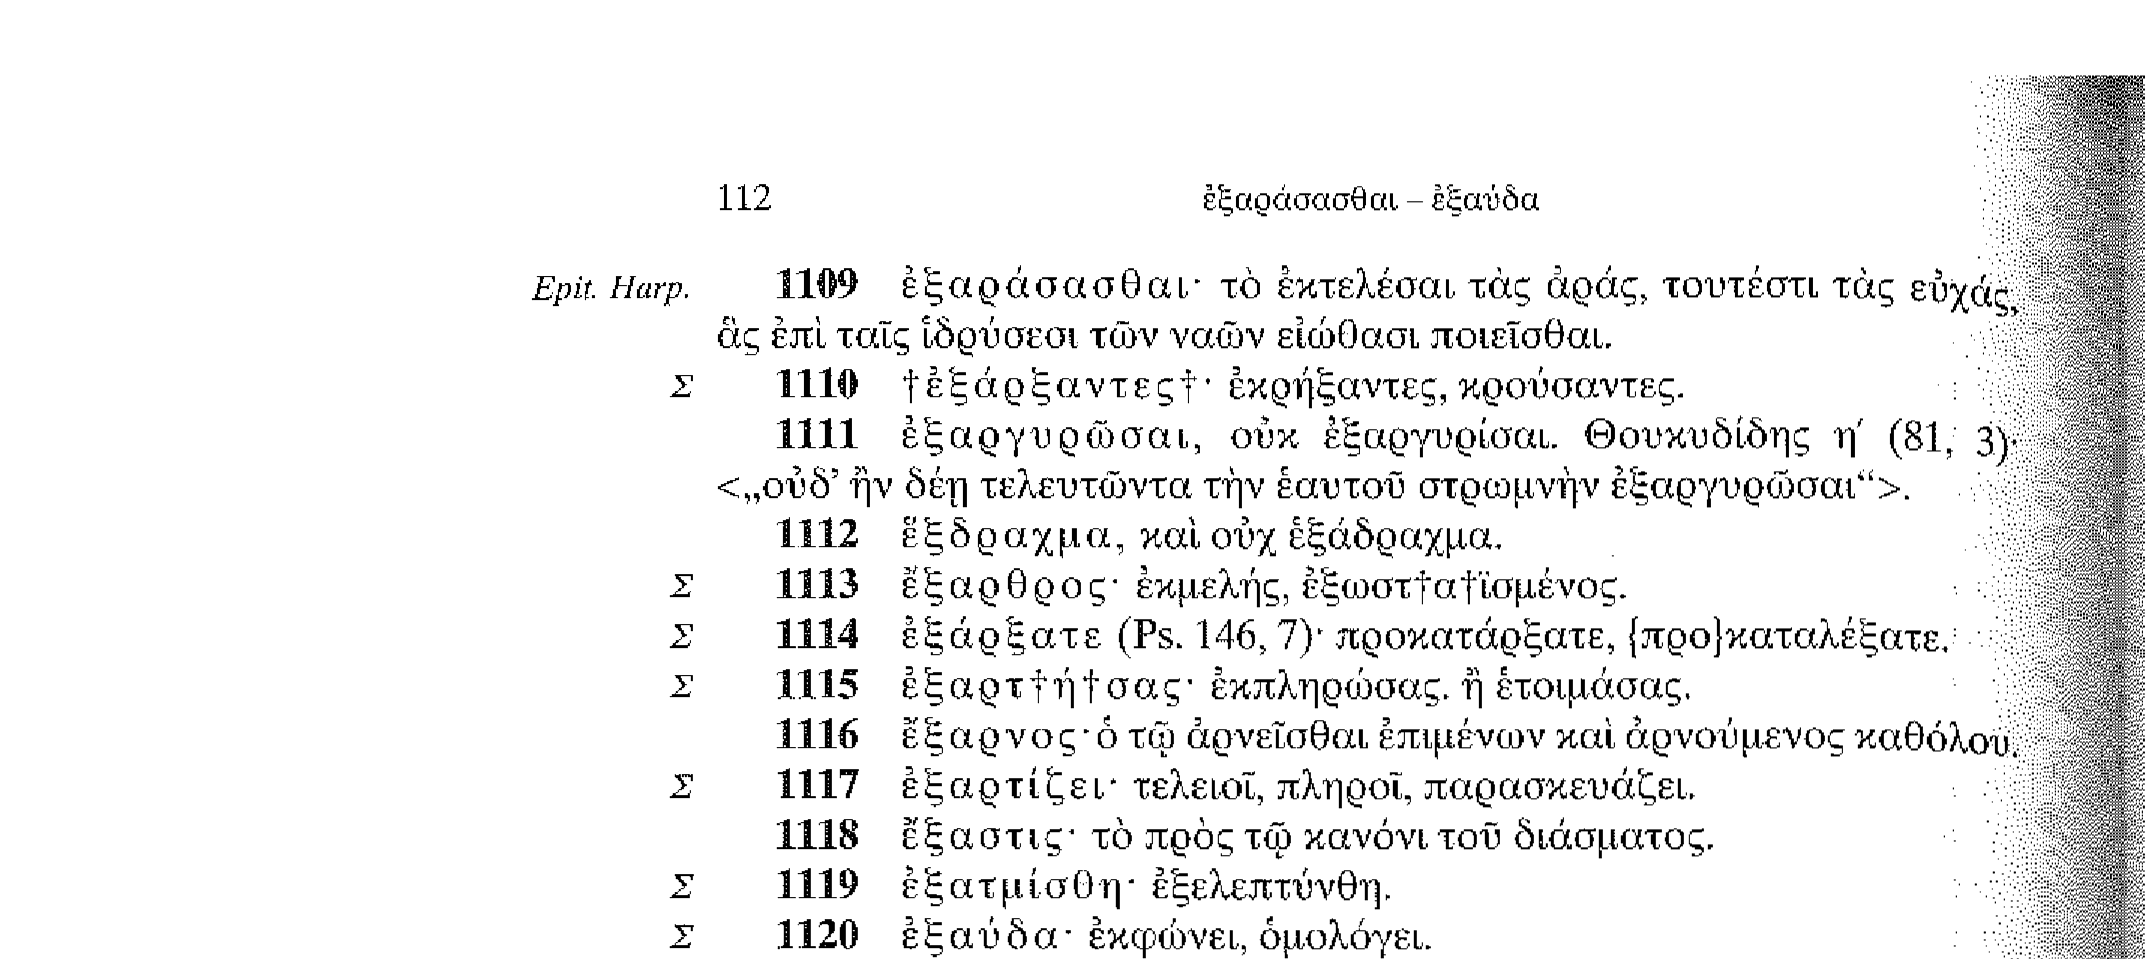 112 ἐξαράσασθαι – ἐξαύδα
Epit. Harp. 1109 ἐξαράσασθαι· τὸ ἐκτελέσαι τὰς ἀράς, τουτέστι τὰς εὐχάς,
ἃς ἐπὶ ταῖς ἱδρύσεσι τῶν ναῶν εἰώθασι ποιεῖσθαι.
Σ 1110 †ἐξάρξαντες†· ἐκρήξαντες, κρούσαντες.
1111 ἐξαργυρῶσαι, οὐκ ἐξαργυρίσαι. Θουκυδίδης η′ (81, 3)·
<„οὐδ’ ἢν δέῃ τελευτῶντα τὴν ἑαυτοῦ στρωμνὴν ἐξαργυρῶσαι“>.
1112 ἕξδραχμα, καὶ οὐχ ἑξάδραχμα.
Σ 1113 ἔξαρθρος· ἐκμελής, ἐξωστ†α†ϊσμένος.
Σ 1114 ἐξάρξατε (Ps. 146, 7)· προκατάρξατε, {προ}καταλέξατε.
Σ 1115 ἐξαρτ†ή†σας· ἐκπληρώσας. ἢ ἑτοιμάσας.
1116 ἔξαρνος· ὁ τῷ ἀρνεῖσθαι ἐπιμένων καὶ ἀρνούμενος καθόλου.
Σ 1117 ἐξαρτίζει· τελειοῖ, πληροῖ, παρασκευάζει.
1118 ἔξαστις· τὸ πρὸς τῷ κανόνι τοῦ διάσματος.
Σ 1119 ἐξατμίσθη· ἐξελεπτύνθη.
Σ 1120 ἐξαύδα· ἐκφώνει, ὁμολόγει.